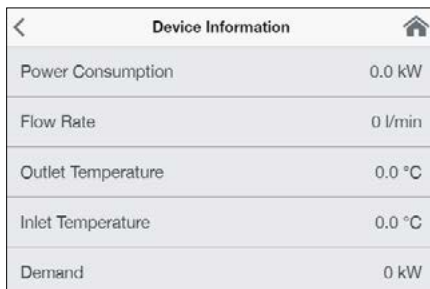 Device Information
Power Consumption 0.0 kW
Flow Rate 0 l/min
Outlet Temperature 0.0 °C
Inlet Temperature 0.0 °C
Demand 0 kW